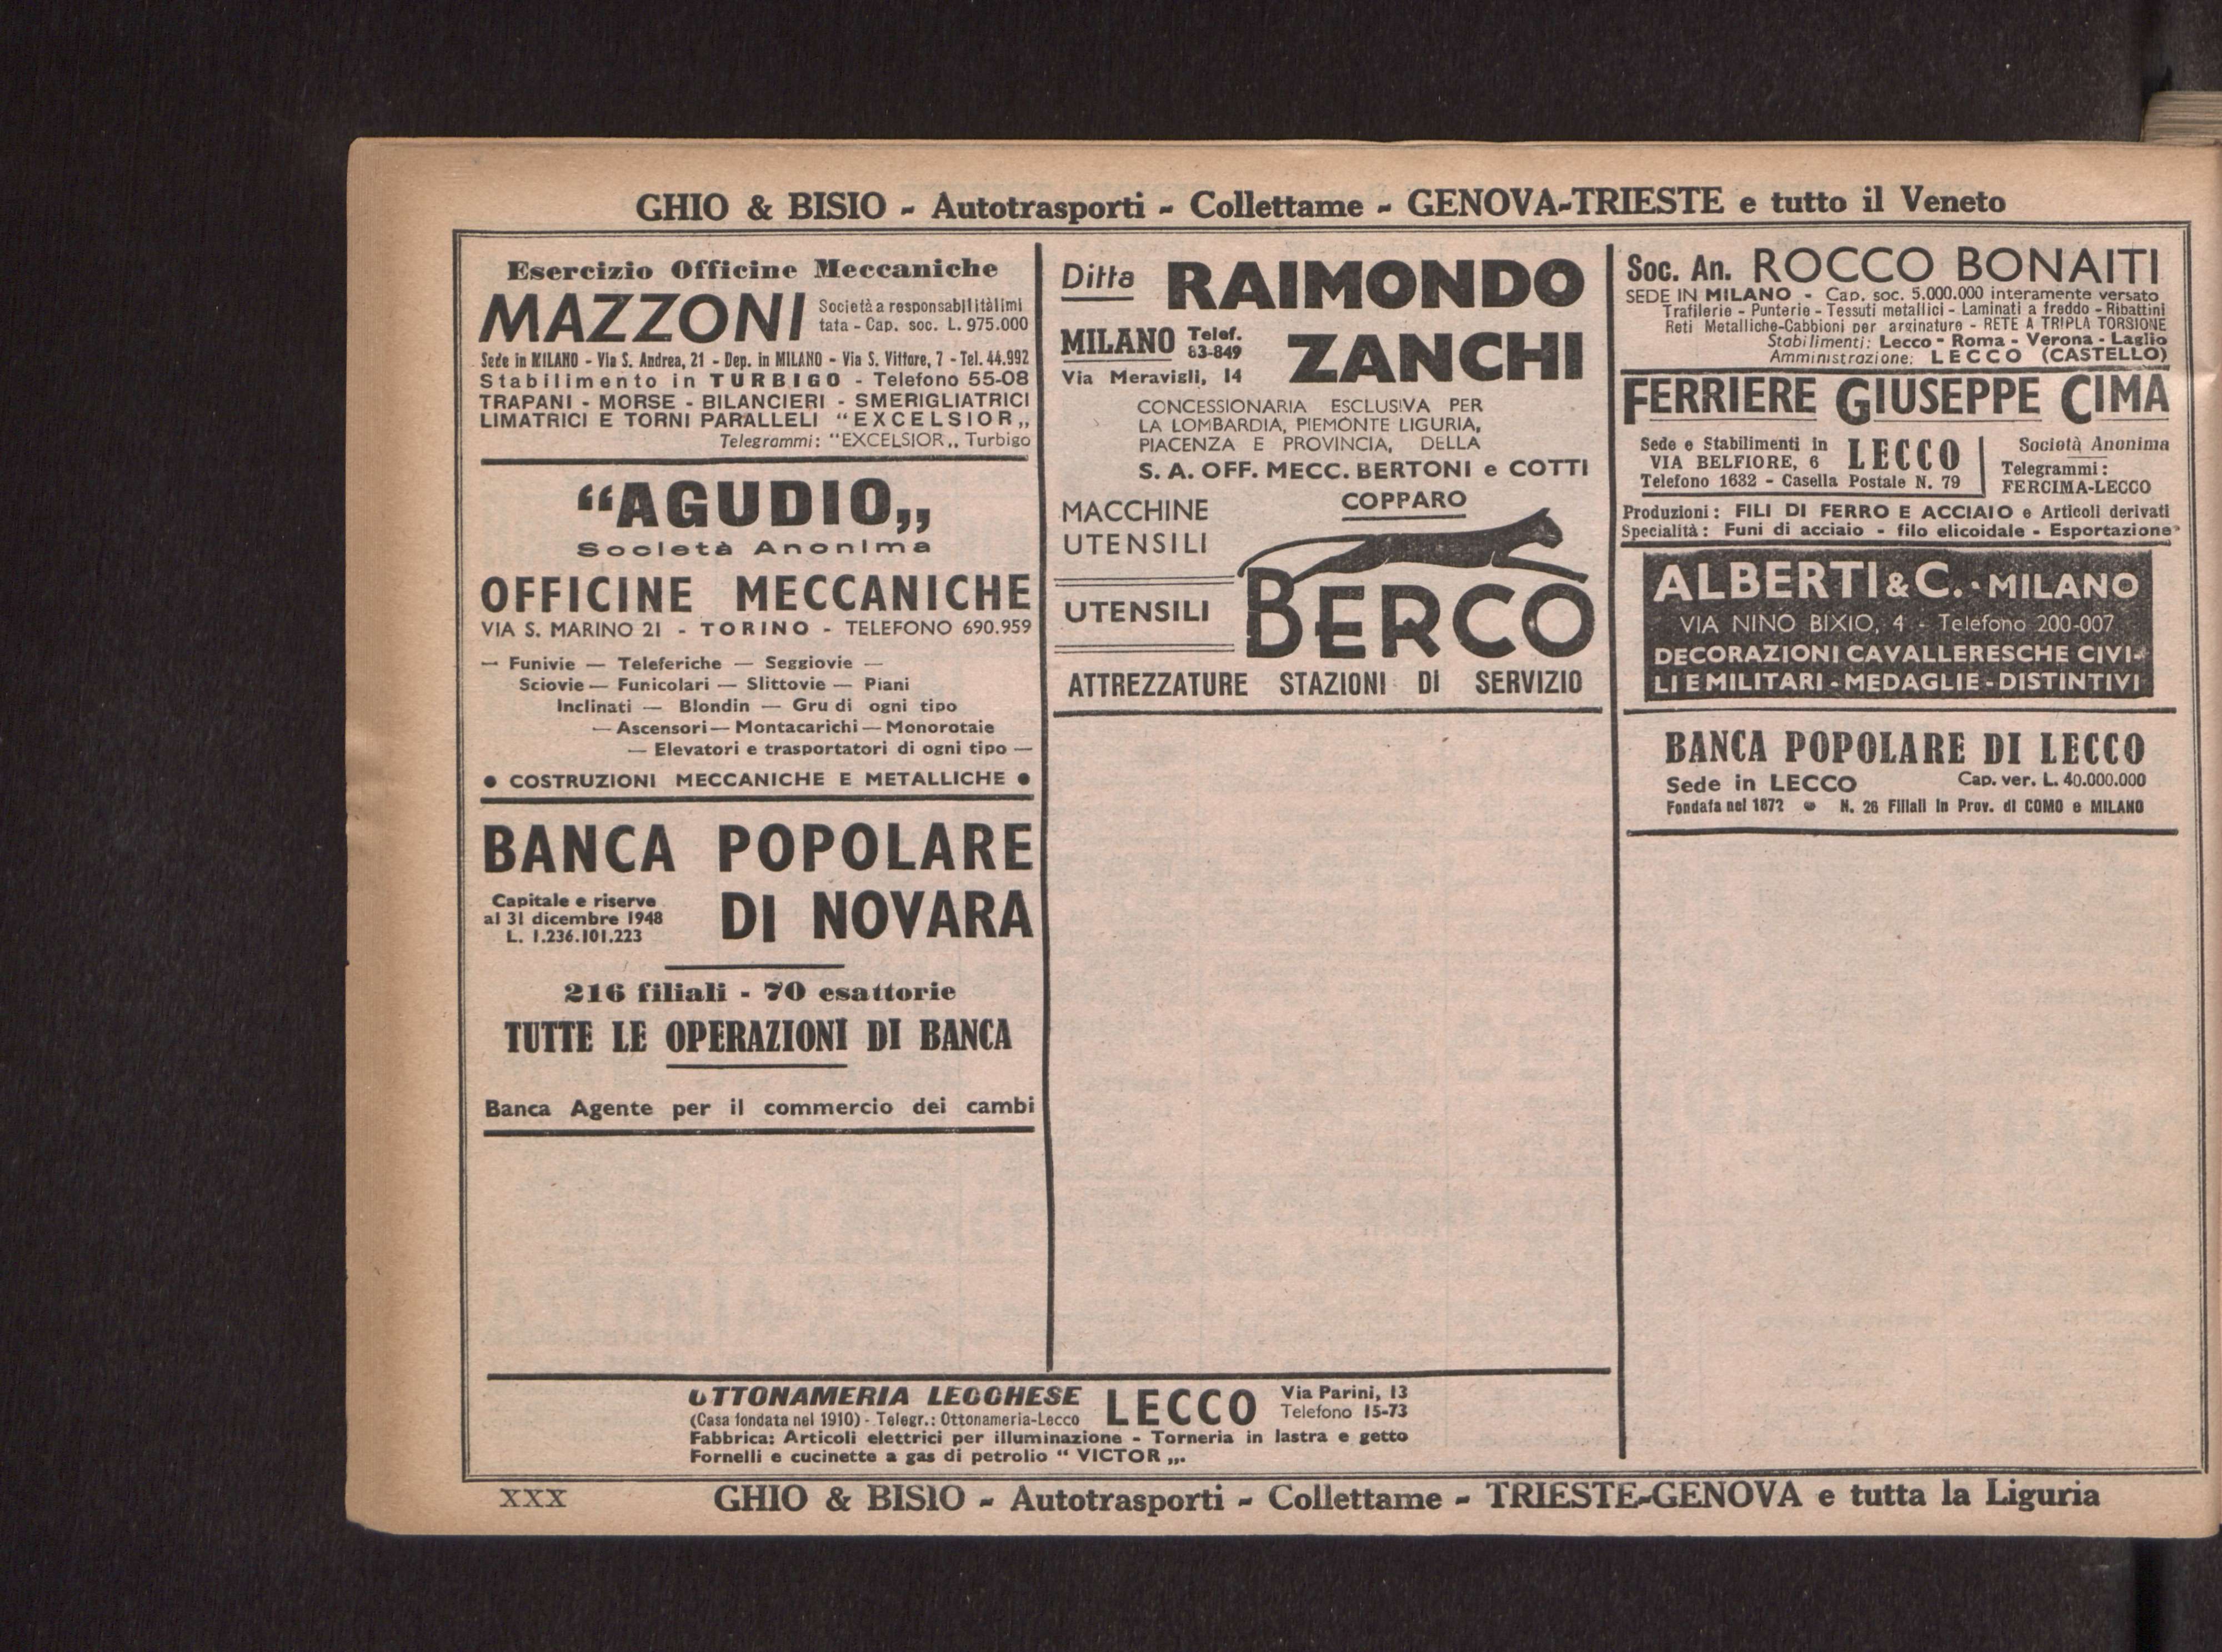 GHIO & BISIO - Autotrasporti - Collettame - GENOVA-TRIESTE e tutto il Veneto
Esercizio Officine Meccaniche
MAZZONI
Società a responsabilità limi
tata - Cap. soc. L. 975.000
Sede in MILANO - Via S. Andrea, 21 - Dep. in MILANO - Via S. Vittore, 7 - Tel. 44.992
Stabilimento in TURBIGO - Telefono 55-08
TRAPANI - MORSE - BILANCIERI - SMERIGLIATRICI
LIMATRICI E TORNI PARALLELI "EXCELSIOR„
Telegrammi: "EXCELSIOR„ Turbigo
"AGUDIO„
Società Anonima
OFFICINE MECCANICHE
VIA S. MARINO 21 - TORINO - TELEFONO 690.959
— Funivie — Teleferiche — Seggiovie —
Sciovie — Funicolari — Slittovie — Piani
Inclinati — Blondin — Gru di ogni tipo
— Ascensori — Montacarichi — Monorotaie
— Elevatori e trasportatori di ogni tipo —
• COSTRUZIONI MECCANICHE E METALLICHE •
BANCA POPOLARE
DI NOVARA
Capitale e riserve
al 31 dicembre 1948
L. 1.236.101.223
216 filiali - 70 esattorie
TUTTE LE OPERAZIONI DI BANCA
Banca Agente per il commercio dei cambi
Ditta RAIMONDO
ZANCHI
MILANO Telef.
83-849
Via Meravigli, 14
CONCESSIONARIA ESCLUSIVA PER
LA LOMBARDIA, PIEMONTE LIGURIA,
PIACENZA E PROVINCIA, DELLA
S. A. OFF. MECC. BERTONI e COTTI
COPPARO
MACCHINE
UTENSILI
UTENSILI
BERCO
ATTREZZATURE STAZIONI DI SERVIZIO
Soc. An. ROCCO BONAITI
SEDE IN MILANO - Cap. soc. 5.000.000 interamente versato
Trafilerie - Punterie - Tessuti metallici - Laminati a freddo - Ribattini
Reti Metalliche-Cabbioni per arginature - RETE A TRIPLA TORSIONE
Stabilimenti: Lecco - Roma - Verona - Laglio
Amministrazione: LECCO (CASTELLO)
FERRIERE GIUSEPPE CIMA
Sede e Stabilimenti in
VIA BELFIORE, 6
LECCO
Telefono 1632 - Casella Postale N. 79
Società Anonima
Telegrammi:
FERCIMA-LECCO
Produzioni: FILI DI FERRO E ACCIAIO e Articoli derivati
Specialità: Funi di acciaio - filo elicoidale - Esportazione
ALBERTI & C. · MILANO
VIA NINO BIXIO, 4 - Telefono 200-007
DECORAZIONI CAVALLERESCHE CIVI-
LI E MILITARI - MEDAGLIE - DISTINTIVI
BANCA POPOLARE DI LECCO
Sede in LECCO Cap. ver. L. 40.000.000
Fondata nel 1872 • N. 26 Filiali in Prov. di COMO e MILANO
OTTONAMERIA LECCHESE
(Casa fondata nel 1910) - Telegr.: Ottonameria-Lecco
LECCO
Via Parini, 13
Telefono 15-73
Fabbrica: Articoli elettrici per illuminazione - Torneria in lastra e getto
Fornelli e cucinette a gas di petrolio " VICTOR „.
XXX
GHIO & BISIO - Autotrasporti - Collettame - TRIESTE-GENOVA e tutta la Liguria